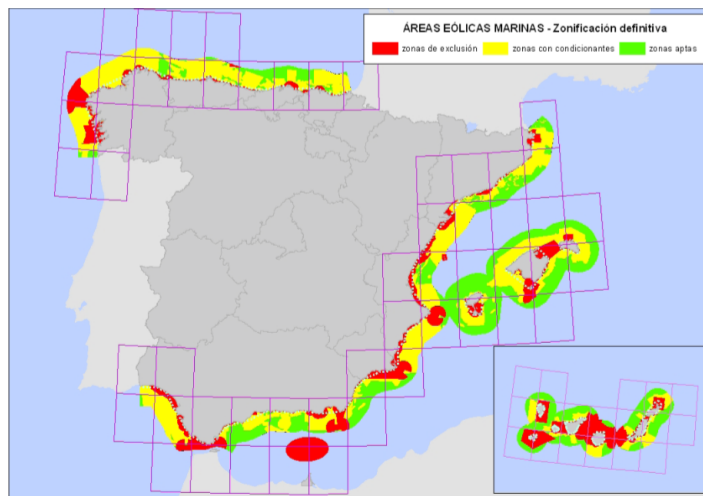 ÁREAS EÓLICAS MARINAS - Zonificación definitiva
zonas de exclusión zonas con condicionantes zonas aptas